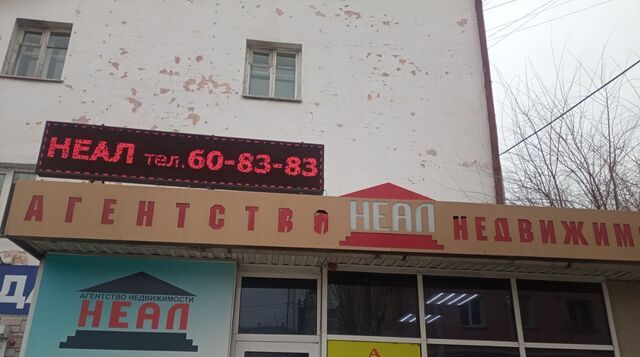 НЕАЛ тел. 60-83-83
АГЕНТСТВО НЕАЛ НЕДВИЖИМ
АГЕНТСТВО НЕДВИЖИМОСТИ
НЕАЛ